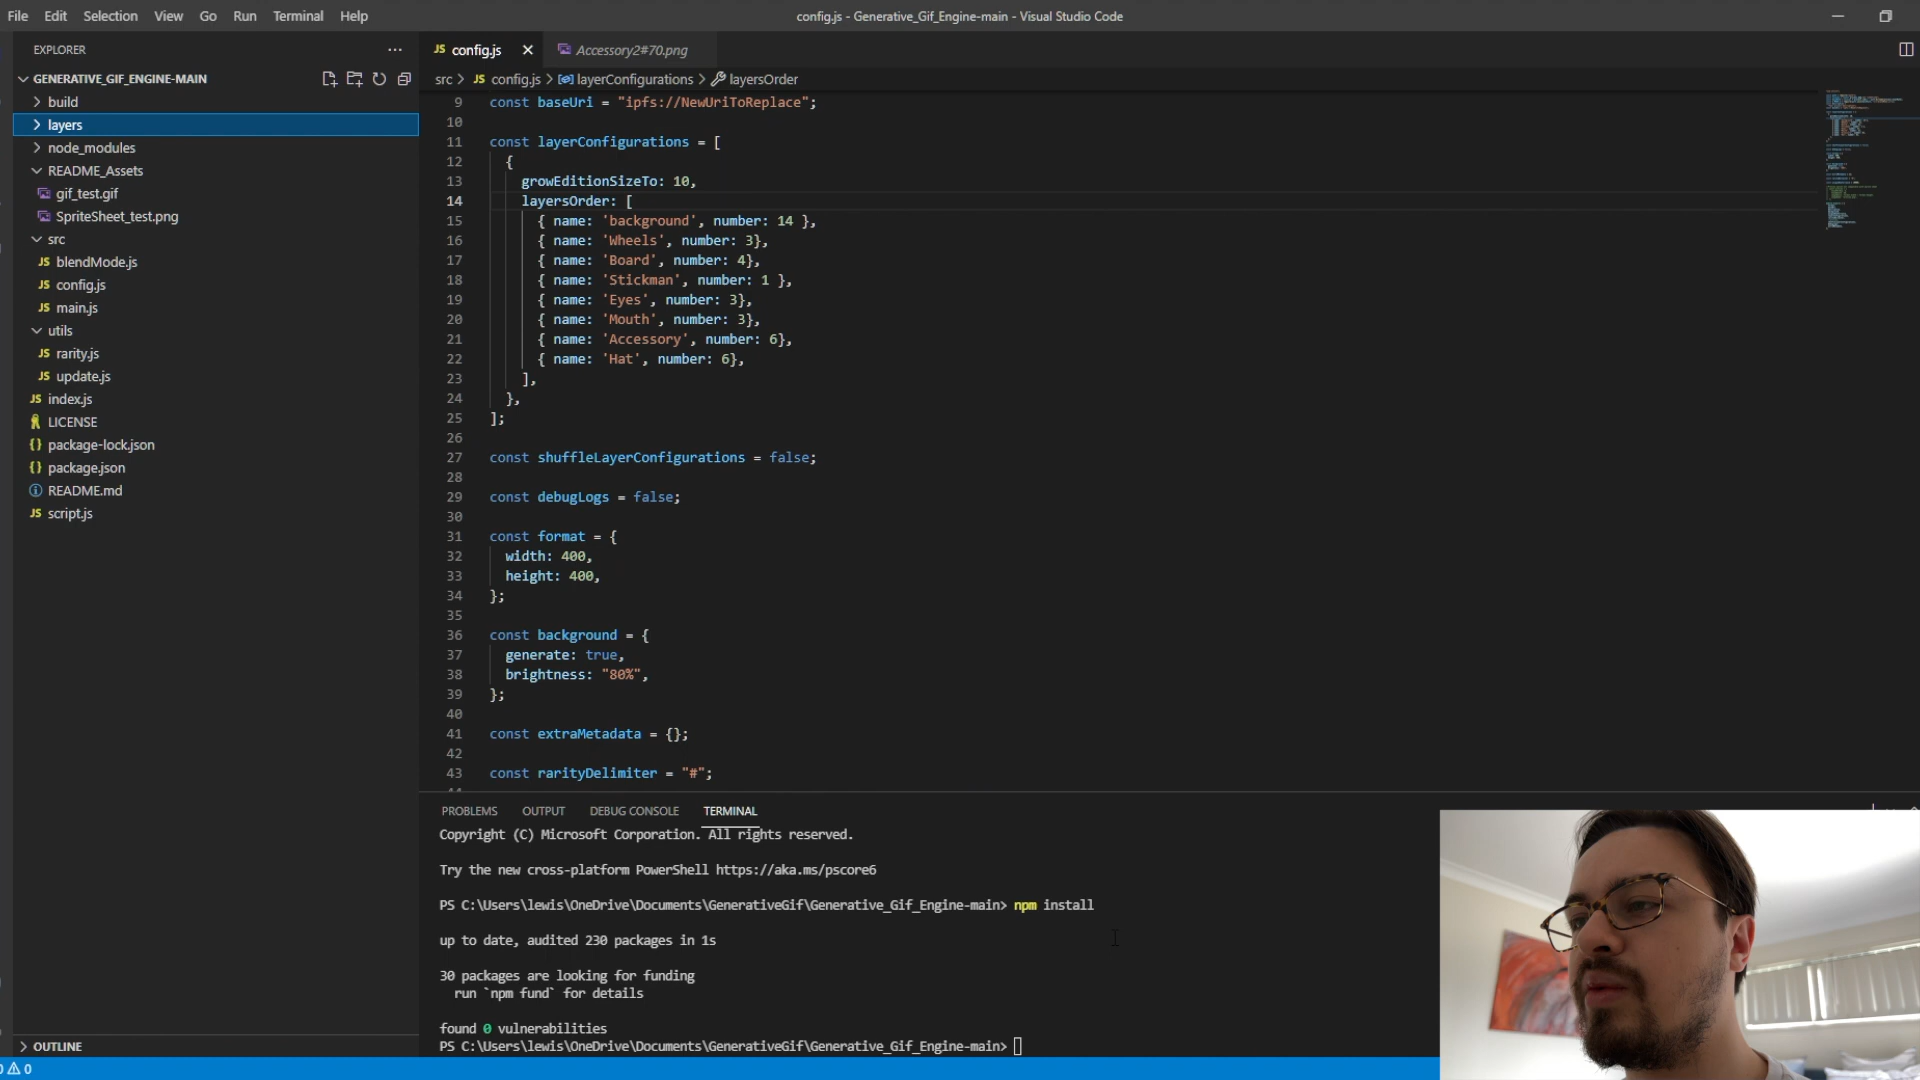 File Edit Selection View Go Run Terminal Help
config.js - Generative_Gif_Engine-main - Visual Studio Code
EXPLORER
GENERATIVE_GIF_ENGINE-MAIN
build
layers
node_modules
README_Assets
gif_test.gif
SpriteSheet_test.png
src
JS blendMode.js
JS config.js
JS main.js
utils
JS rarity.js
JS update.js
JS index.js
LICENSE
{} package-lock.json
{} package.json
README.md
JS script.js
OUTLINE
JS config.js
Accessory2#70.png
src > JS config.js > layerConfigurations > layersOrder
9 const baseUri = "ipfs://NewUriToReplace";
10
11 const layerConfigurations = [
12 {
13 growEditionSizeTo: 10,
14 layersOrder: [
15 { name: 'background', number: 14 },
16 { name: 'Wheels', number: 3},
17 { name: 'Board', number: 4},
18 { name: 'Stickman', number: 1 },
19 { name: 'Eyes', number: 3},
20 { name: 'Mouth', number: 3},
21 { name: 'Accessory', number: 6},
22 { name: 'Hat', number: 6},
23 ],
24 },
25 ];
26
27 const shuffleLayerConfigurations = false;
28
29 const debugLogs = false;
30
31 const format = {
32 width: 400,
33 height: 400,
34 };
35
36 const background = {
37 generate: true,
38 brightness: "80%",
39 };
40
41 const extraMetadata = {};
42
43 const rarityDelimiter = "#";
PROBLEMS OUTPUT DEBUG CONSOLE TERMINAL
Copyright (C) Microsoft Corporation. All rights reserved.
Try the new cross-platform PowerShell https://aka.ms/pscore6
PS C:\Users\lewis\OneDrive\Documents\GenerativeGif\Generative_Gif_Engine-main> npm install
up to date, audited 230 packages in 1s
30 packages are looking for funding
run `npm fund` for details
found 0 vulnerabilities
PS C:\Users\lewis\OneDrive\Documents\GenerativeGif\Generative_Gif_Engine-main>
0